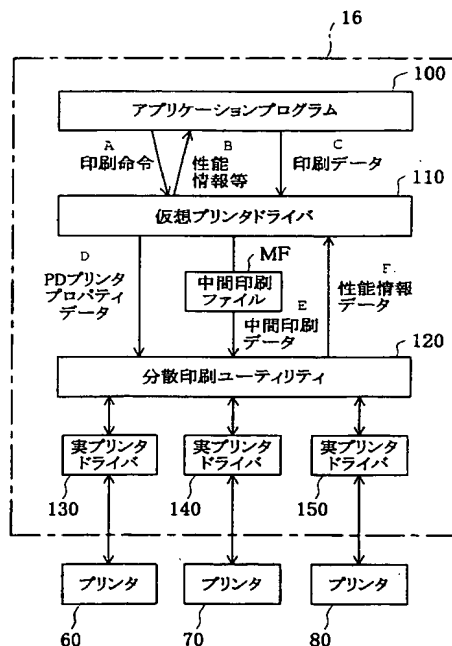 16
100
アプリケーションプログラム
A
印刷命令
B
性能
情報等
C
印刷データ
110
仮想プリンタドライバ
D
PDプリンタ
プロパティ
データ
MF
中間印刷
ファイル
E
中間印刷
データ
F.
性能情報
データ
120
分散印刷ユーティリティ
実プリンタ
ドライバ
実プリンタ
ドライバ
実プリンタ
ドライバ
130
140
150
プリンタ
プリンタ
プリンタ
60
70
80